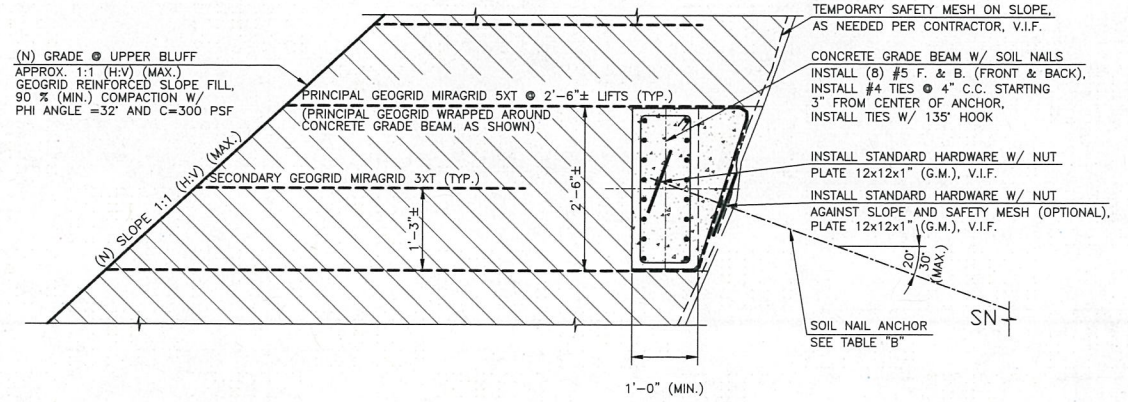 (N) GRADE @ UPPER BLUFF
APPROX. 1:1 (H:V) (MAX.)
GEOGRID REINFORCED SLOPE FILL,
90 % (MIN.) COMPACTION W/
PHI ANGLE =32° AND C=300 PSF
PRINCIPAL GEOGRID MIRAGRID 5XT @ 2'-6"± LIFTS (TYP.)
(PRINCIPAL GEOGRID WRAPPED AROUND
CONCRETE GRADE BEAM, AS SHOWN)
SECONDARY GEOGRID MIRAGRID 3XT (TYP.)
(N) SLOPE 1:1 (H:V) (MAX.)
1'-3"±
2'-6"±
1'-0" (MIN.)
TEMPORARY SAFETY MESH ON SLOPE,
AS NEEDED PER CONTRACTOR, V.I.F.
CONCRETE GRADE BEAM W/ SOIL NAILS
INSTALL (8) #5 F. & B. (FRONT & BACK),
INSTALL #4 TIES @ 4" C.C. STARTING
3" FROM CENTER OF ANCHOR,
INSTALL TIES W/ 135° HOOK
INSTALL STANDARD HARDWARE W/ NUT
PLATE 12x12x1" (G.M.), V.I.F.
INSTALL STANDARD HARDWARE W/ NUT
AGAINST SLOPE AND SAFETY MESH (OPTIONAL),
PLATE 12x12x1" (G.M.), V.I.F.
20°
30°
(MAX.)
SOIL NAIL ANCHOR
SEE TABLE "B"
SN